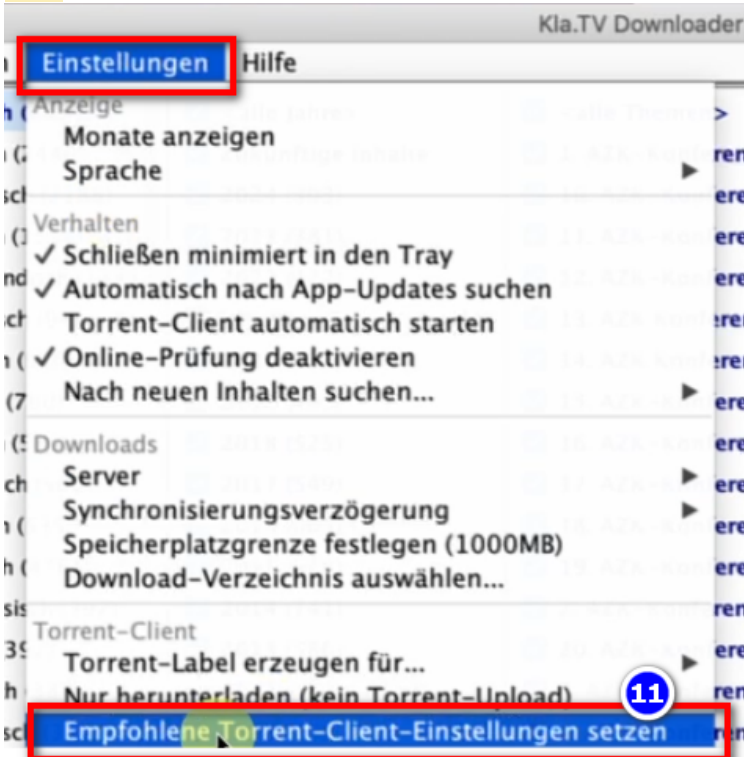 Kla.TV Downloader
Einstellungen Hilfe
Anzeige
Monate anzeigen
Sprache
Verhalten
✓ Schließen minimiert in den Tray
✓ Automatisch nach App-Updates suchen
Torrent-Client automatisch starten
✓ Online-Prüfung deaktivieren
Nach neuen Inhalten suchen...
Downloads
Server
Synchronisierungsverzögerung
Speicherplatzgrenze festlegen (1000MB)
Download-Verzeichnis auswählen...
Torrent-Client
Torrent-Label erzeugen für...
Nur herunterladen (kein Torrent-Upload)
11
Empfohlene Torrent-Client-Einstellungen setzen